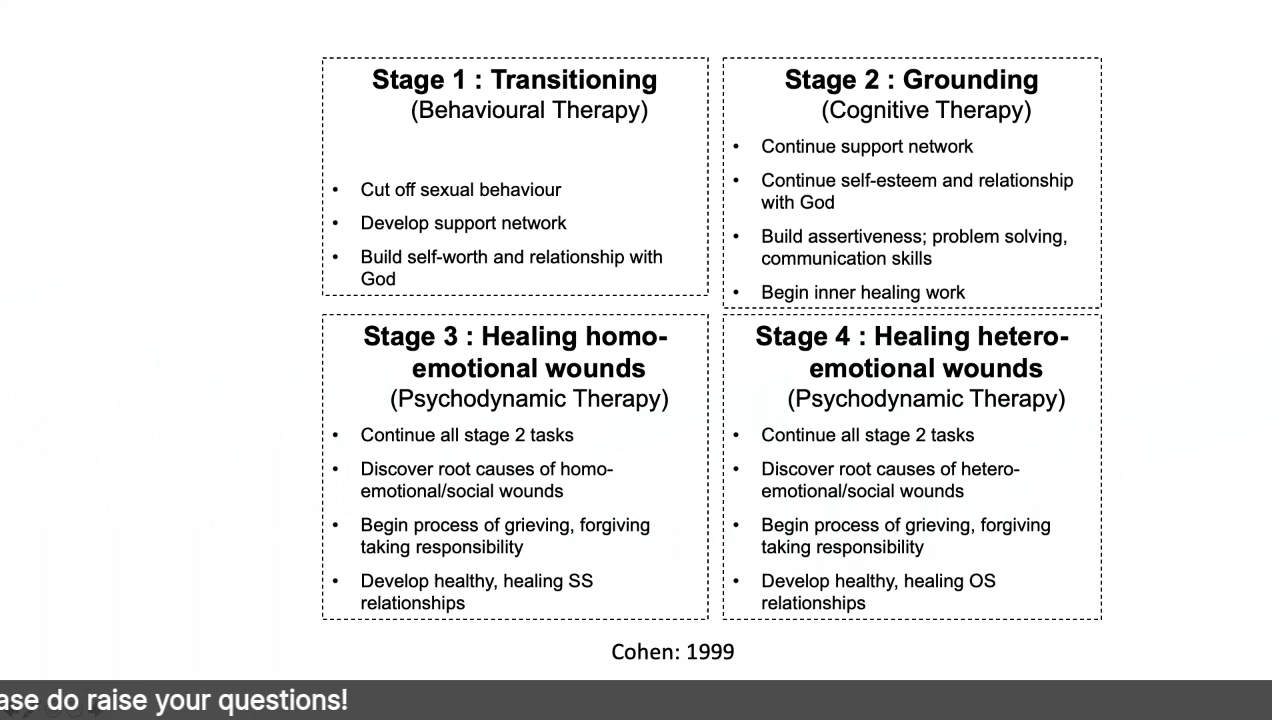 Stage 1 : Transitioning
(Behavioural Therapy)
• Cut off sexual behaviour
• Develop support network
• Build self-worth and relationship with
God
Stage 2 : Grounding
(Cognitive Therapy)
• Continue support network
• Continue self-esteem and relationship
with God
• Build assertiveness; problem solving,
communication skills
• Begin inner healing work
Stage 3 : Healing homo-
emotional wounds
(Psychodynamic Therapy)
• Continue all stage 2 tasks
• Discover root causes of homo-
emotional/social wounds
• Begin process of grieving, forgiving
taking responsibility
• Develop healthy, healing SS
relationships
Stage 4 : Healing hetero-
emotional wounds
(Psychodynamic Therapy)
• Continue all stage 2 tasks
• Discover root causes of hetero-
emotional/social wounds
• Begin process of grieving, forgiving
taking responsibility
• Develop healthy, healing OS
relationships
Cohen: 1999
ase do raise your questions!